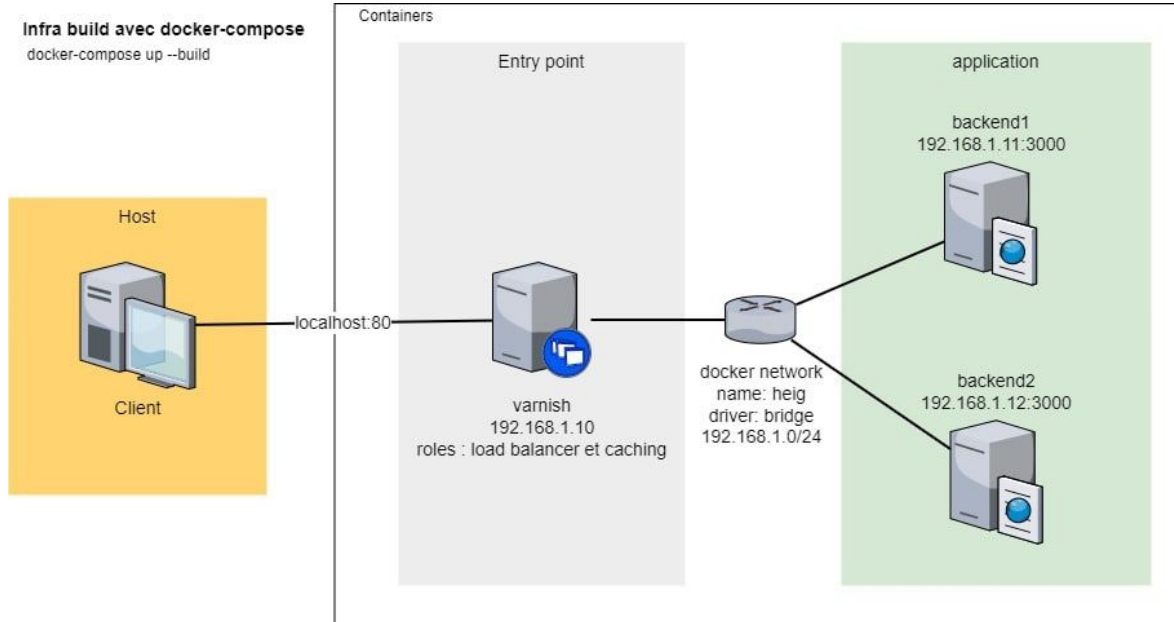 Infra build avec docker-compose
docker-compose up --build
Containers
Entry point
application
backend1
192.168.1.11:3000
Host
localhost:80
Client
varnish
192.168.1.10
roles : load balancer et caching
docker network
name: heig
driver: bridge
192.168.1.0/24
backend2
192.168.1.12:3000